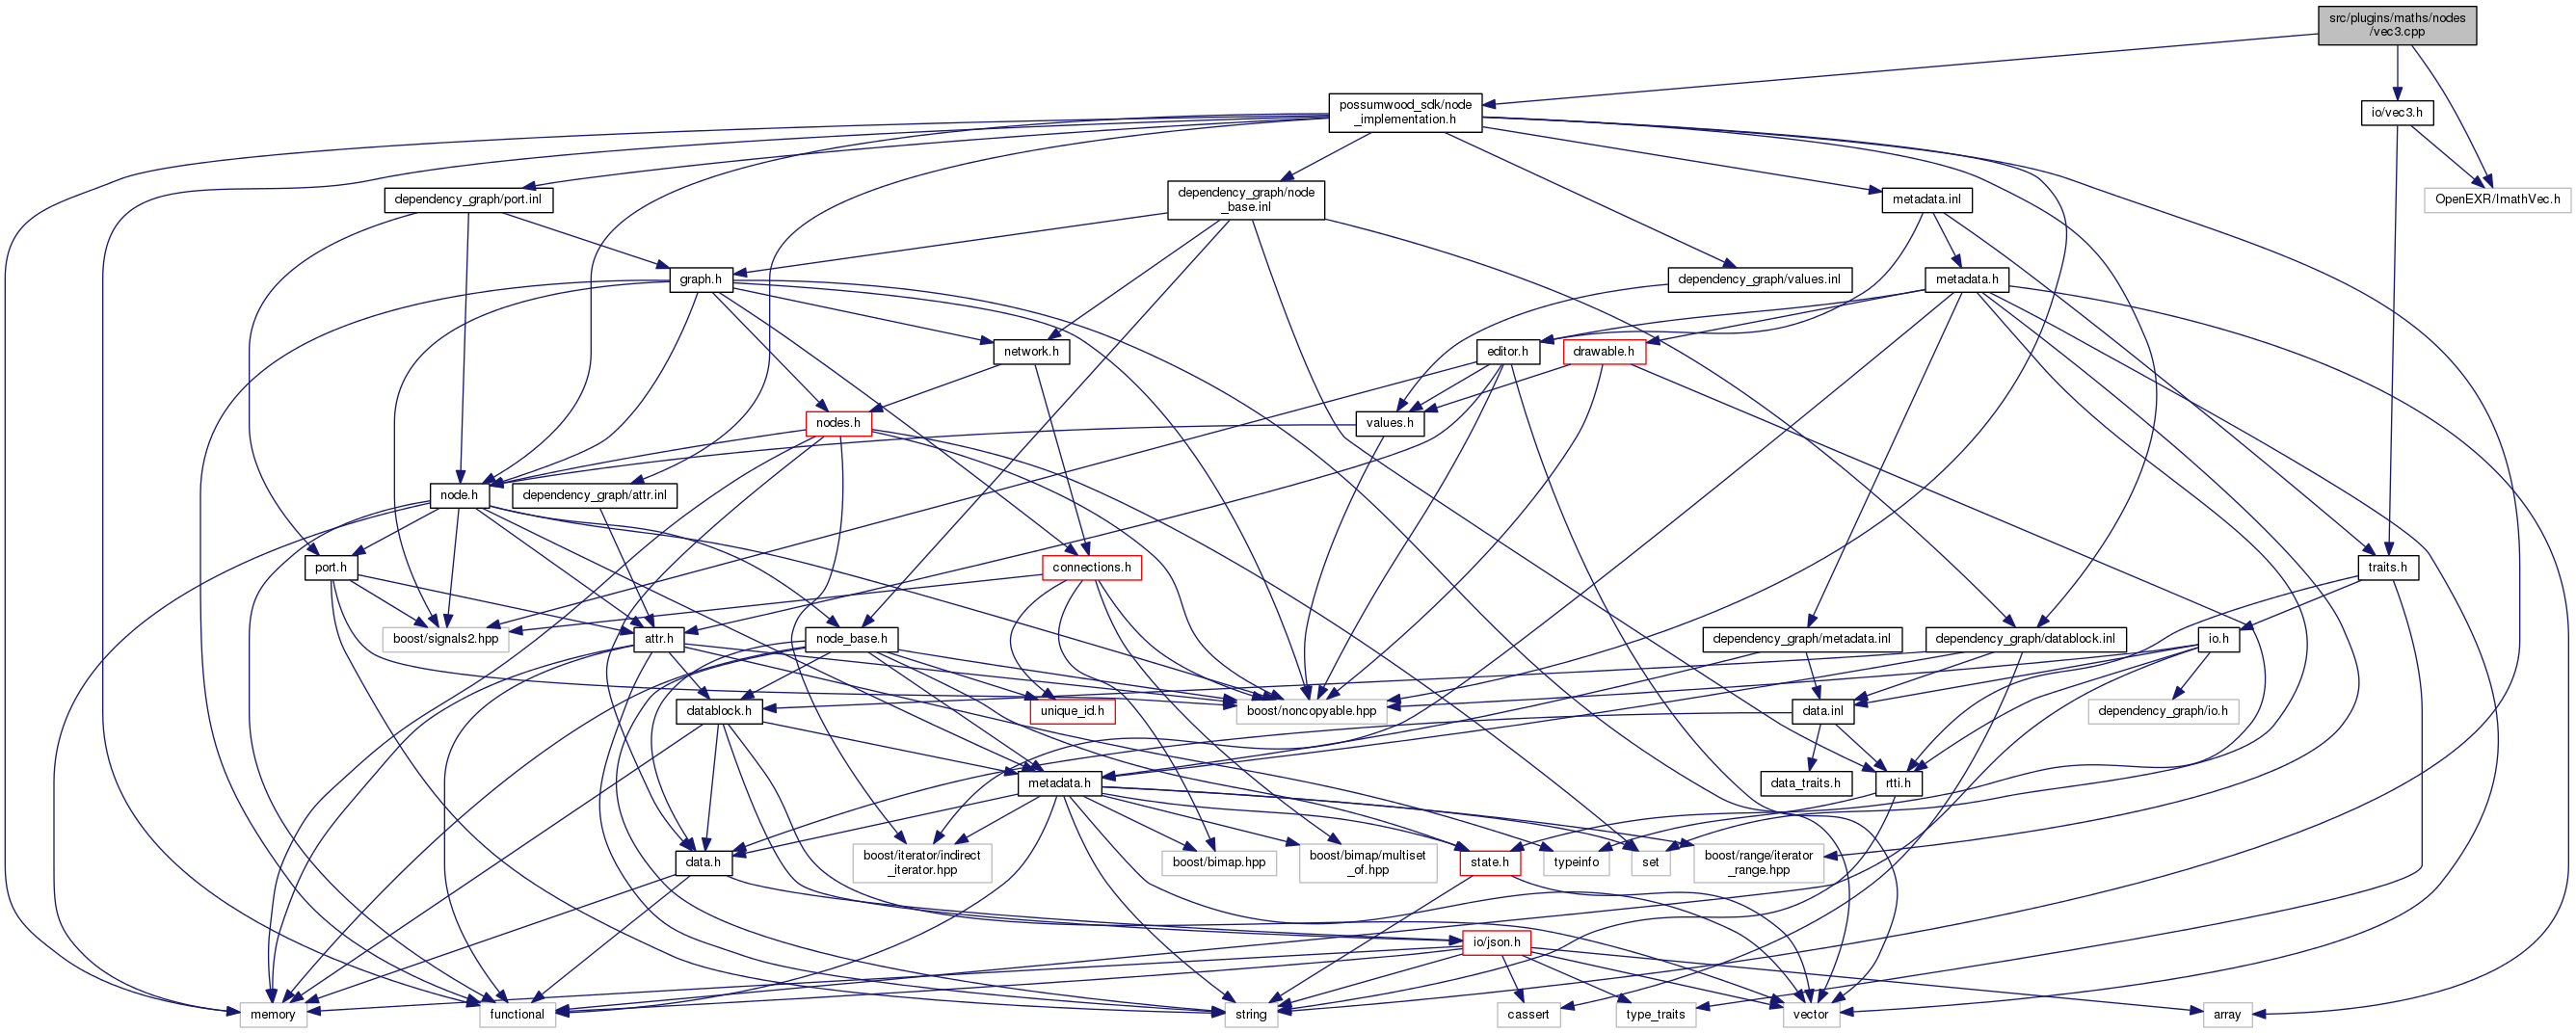 src/plugins/maths/nodes
/vec3.cpp
possumwood_sdk/node
_implementation.h
io/vec3.h
dependency_graph/port.inl
dependency_graph/node
_base.inl
metadata.inl
OpenEXR/ImathVec.h
graph.h
dependency_graph/values.inl
metadata.h
network.h
editor.h
drawable.h
nodes.h
values.h
node.h
dependency_graph/attr.inl
port.h
connections.h
traits.h
boost/signals2.hpp
attr.h
node_base.h
dependency_graph/metadata.inl
dependency_graph/datablock.inl
io.h
datablock.h
unique_id.h
boost/noncopyable.hpp
data.inl
dependency_graph/io.h
metadata.h
data_traits.h
rtti.h
data.h
boost/iterator/indirect
_iterator.hpp
boost/bimap.hpp
boost/bimap/multiset
_of.hpp
state.h
typeinfo
set
boost/range/iterator
_range.hpp
io/json.h
memory
functional
string
cassert
type_traits
vector
array